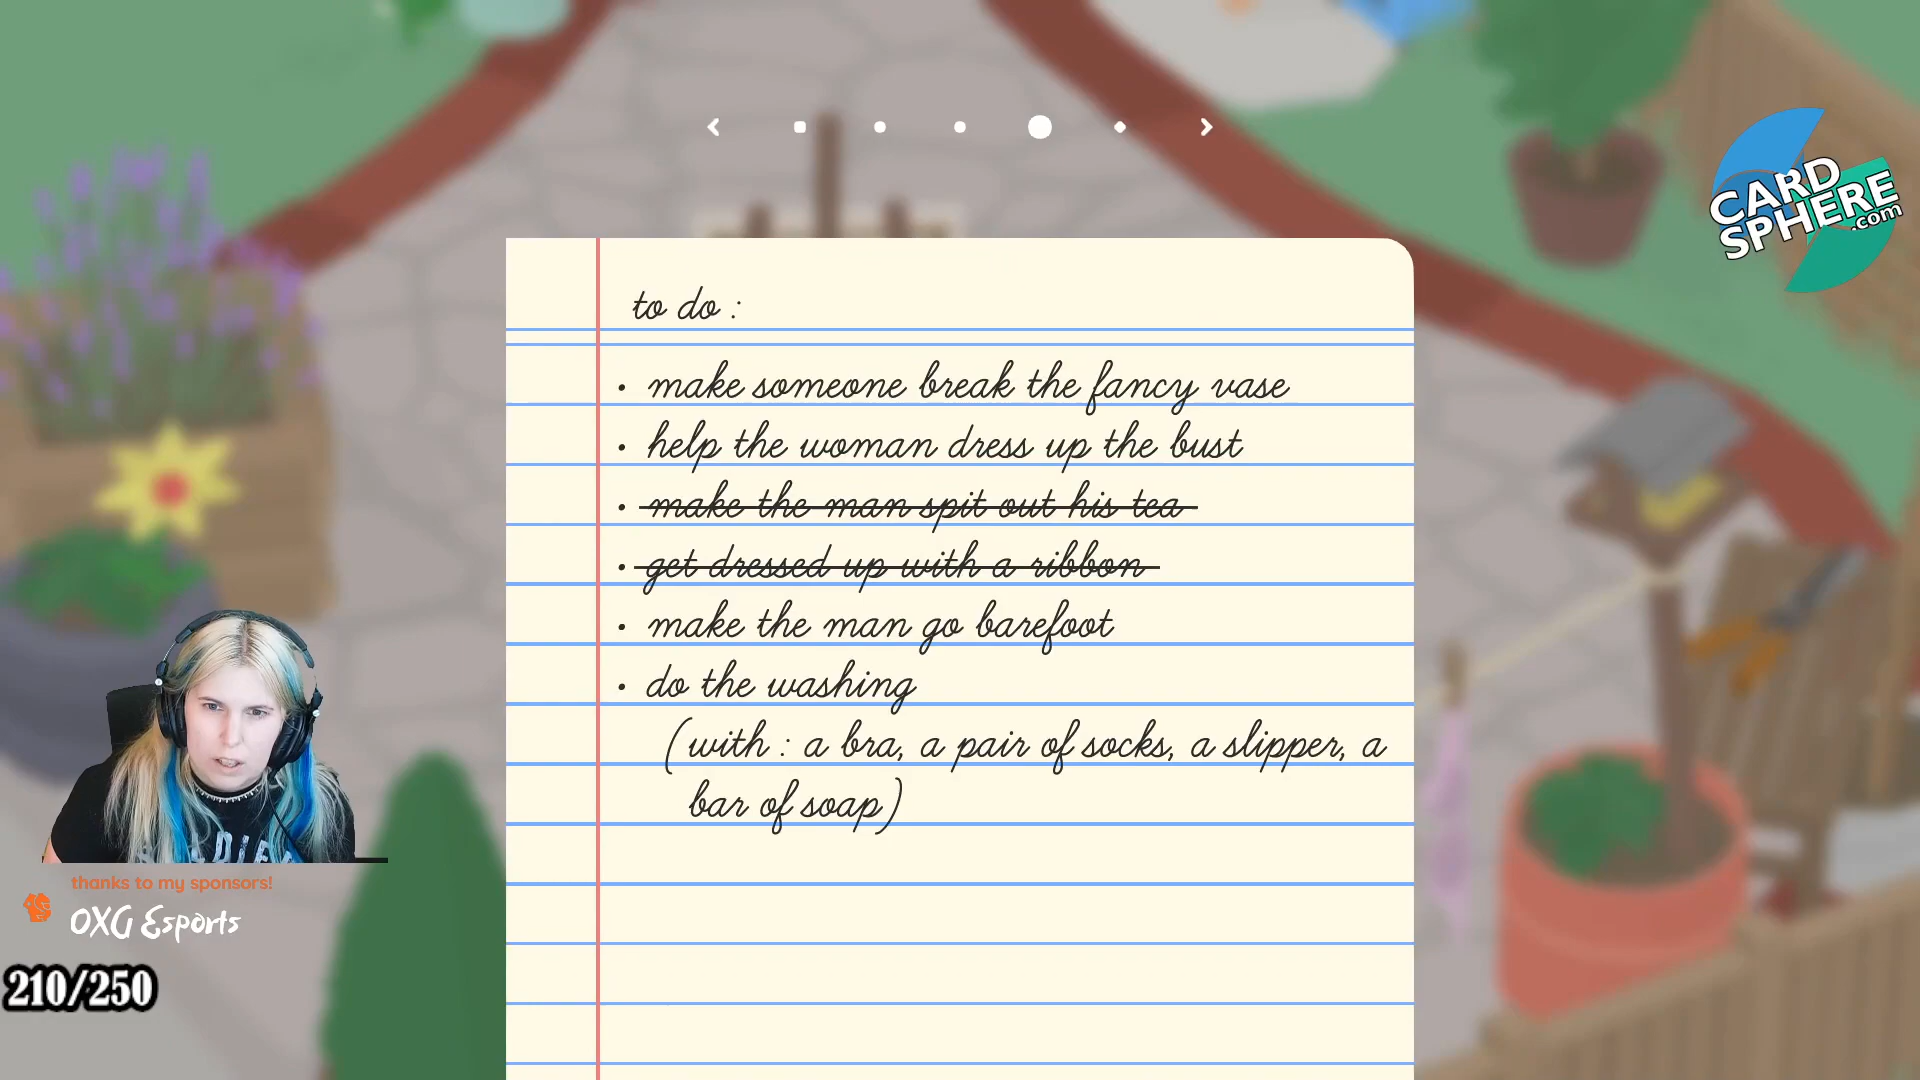 CARD
SPHERE
.com
to do :
• make someone break the fancy vase
• help the woman dress up the bust
• make the man spit out his tea
• get dressed up with a ribbon
• make the man go barefoot
• do the washing
(with : a bra, a pair of socks, a slipper, a
bar of soap)
thanks to my sponsors!
OXG Esports
210/250